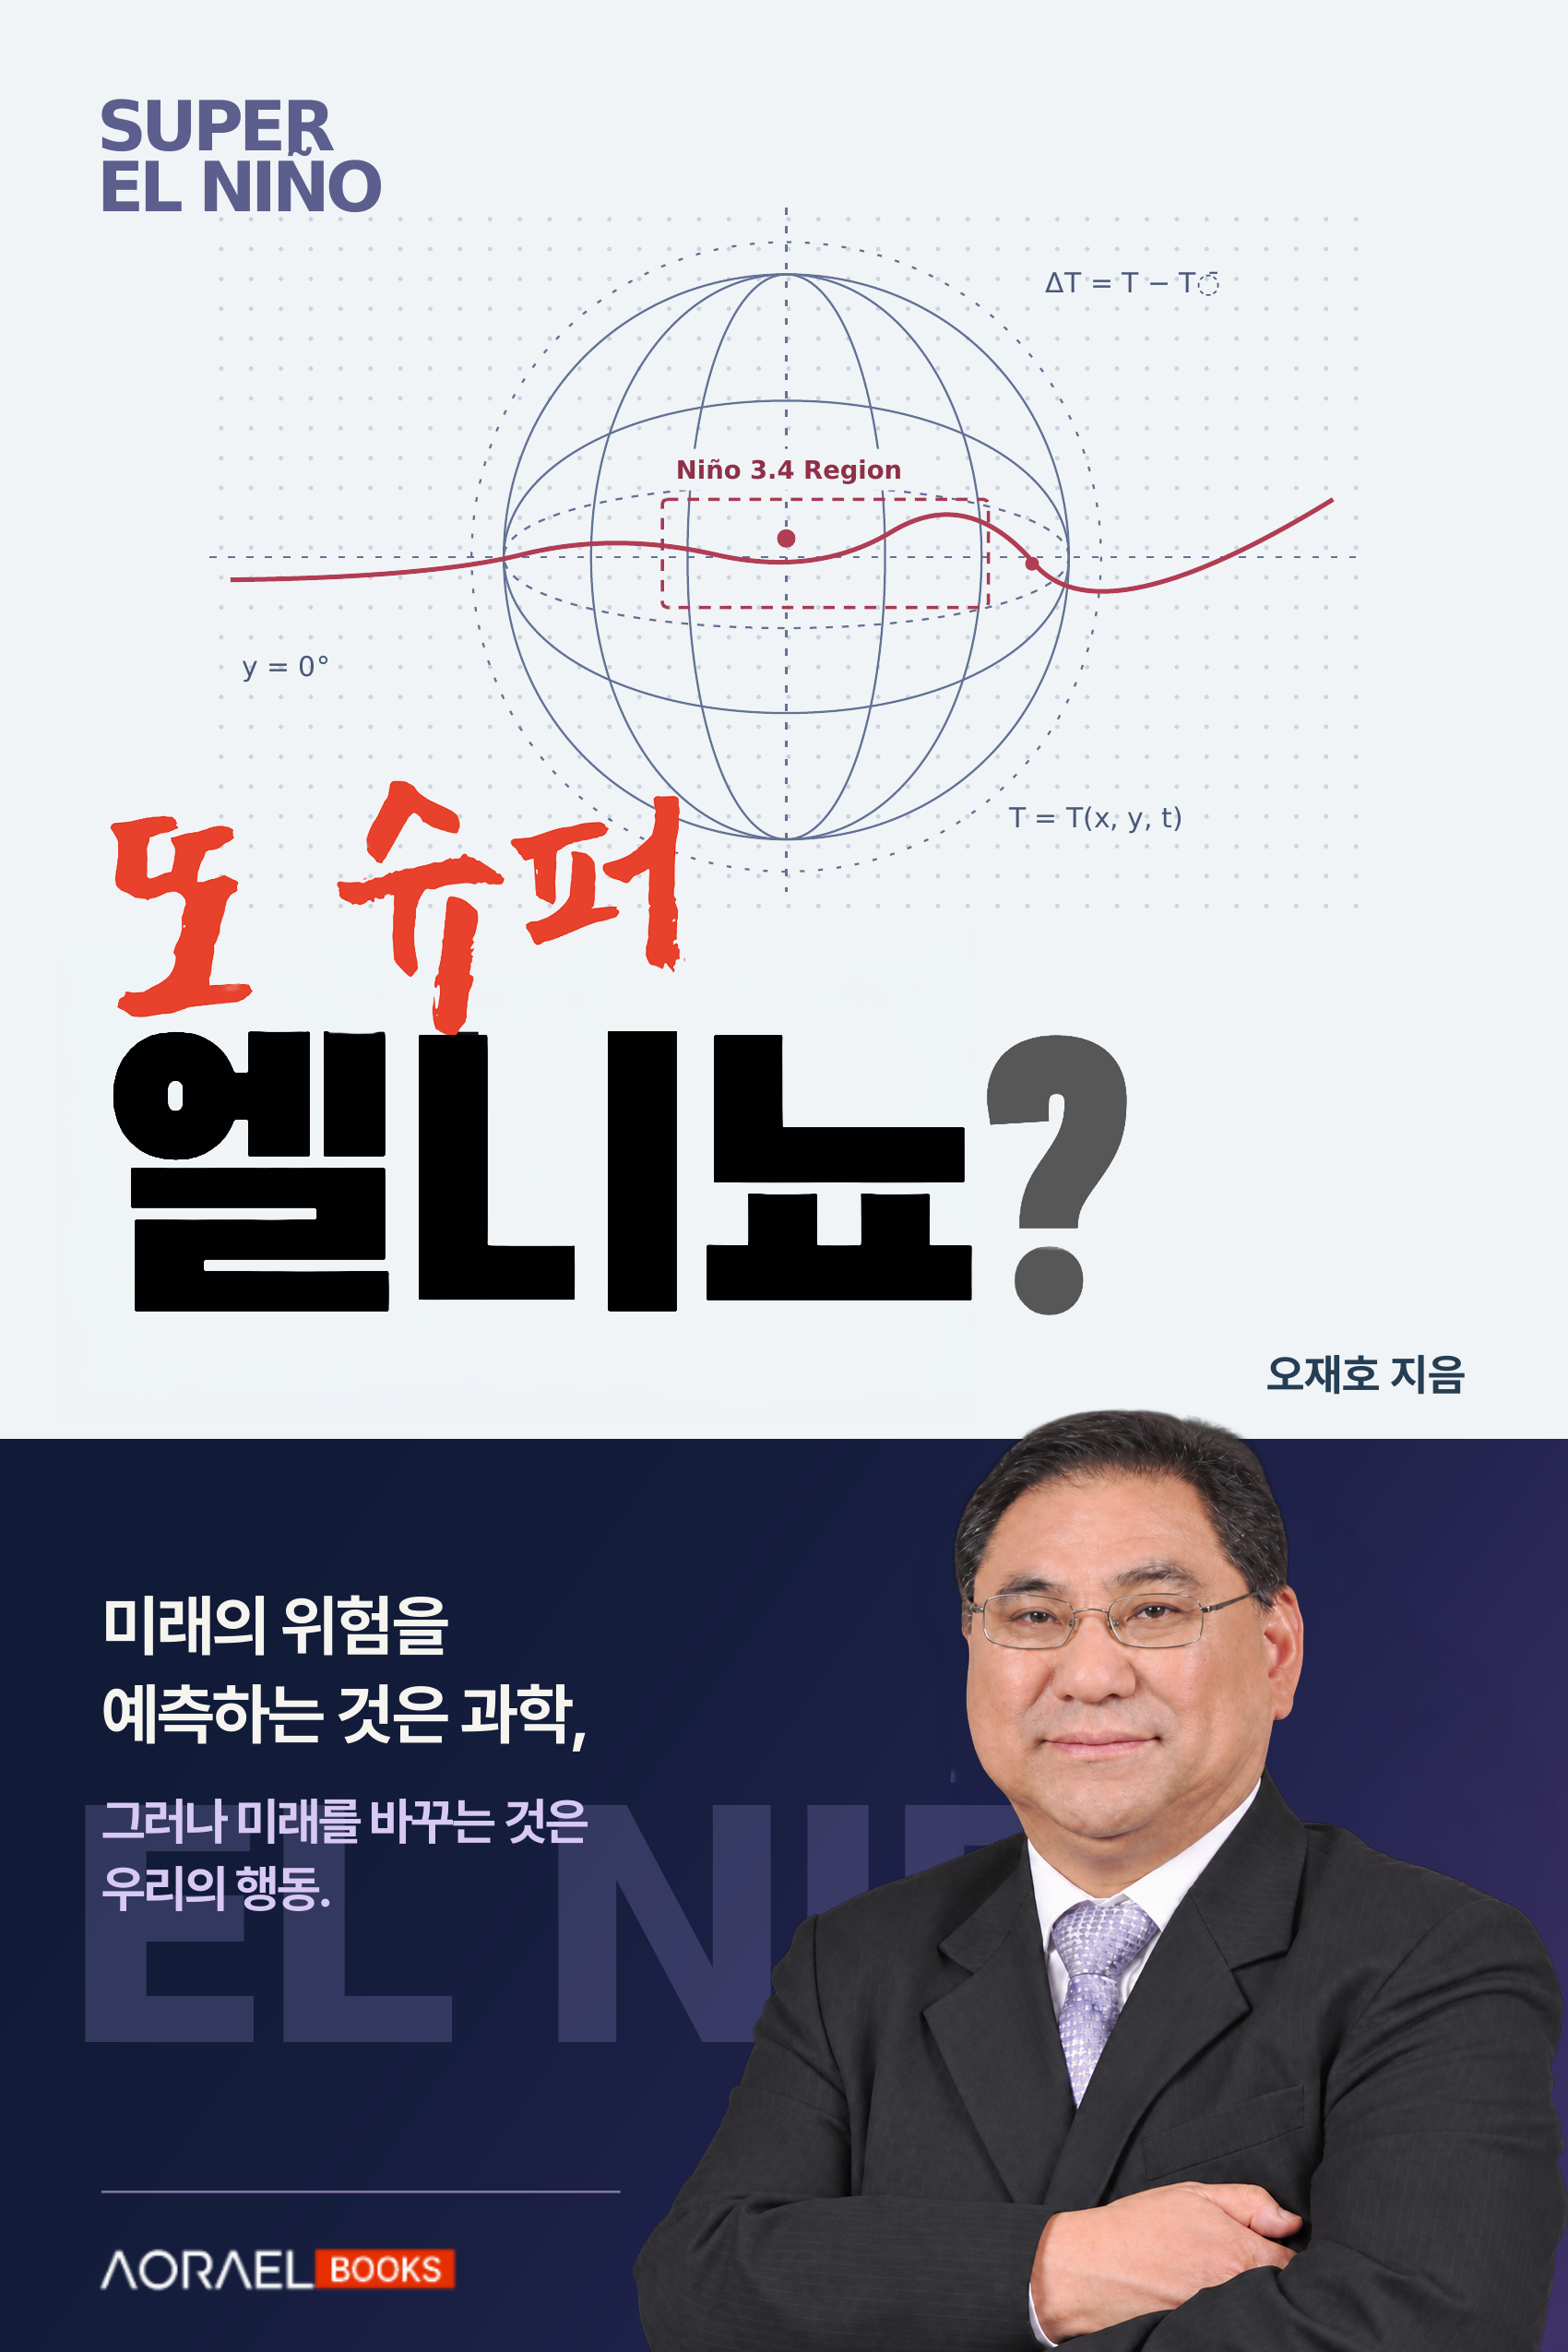 SUPER
EL NIÑO
ΔT = T − T◌̄
Niño 3.4 Region
y = 0°
T = T(x, y, t)
또 슈퍼
엘니뇨?
오재호 지음
미래의 위험을
예측하는 것은 과학,
그러나 미래를 바꾸는 것은
우리의 행동.
EL NI
AORAEL BOOKS